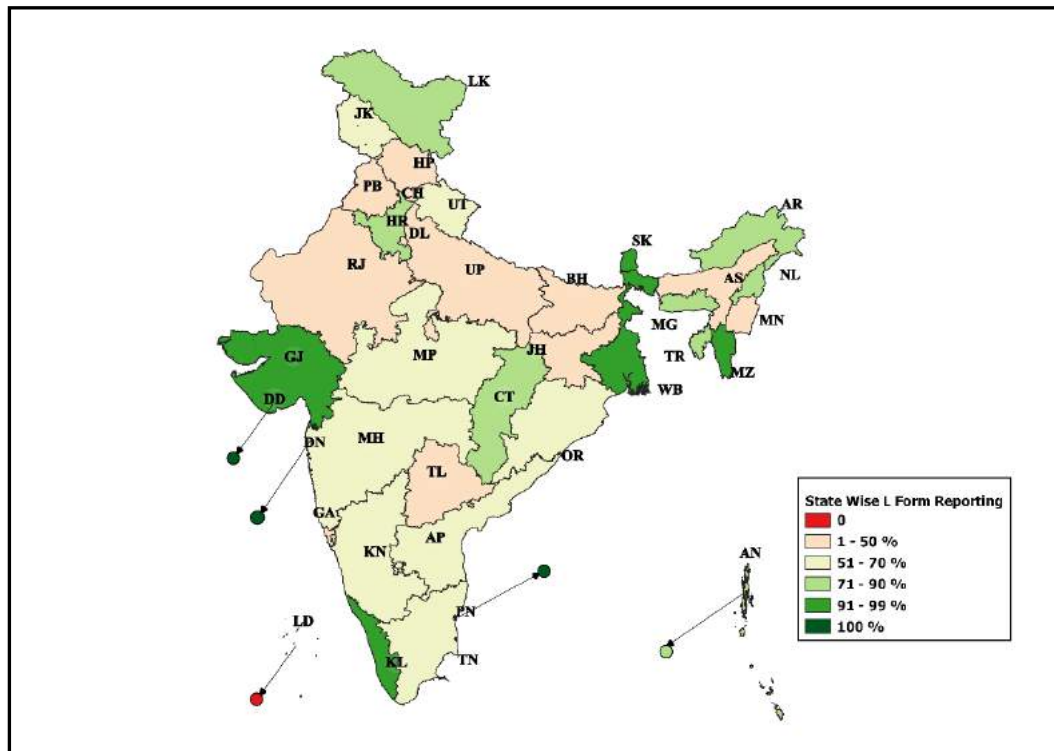 LK
JK
HP
PB
CH
UT
HR
DL
AR
SK
RJ
UP
BH
AS
NL
MG
MN
GJ
MP
JH
TR
MZ
WB
DD
CT
DN
MH
OR
TL
GA
KN
AP
PN
LD
KL
TN
AN
State Wise L Form Reporting
0
1 - 50 %
51 - 70 %
71 - 90 %
91 - 99 %
100 %